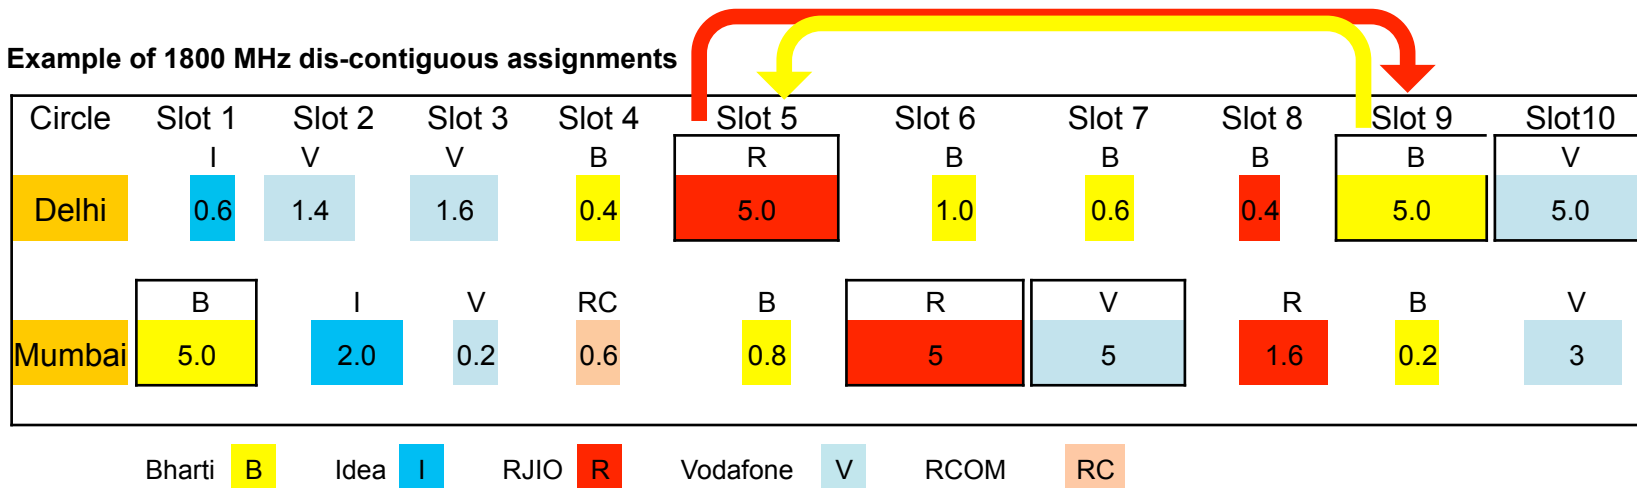 Example of 1800 MHz dis-contiguous assignments
Circle Slot 1 Slot 2 Slot 3 Slot 4 Slot 5 Slot 6 Slot 7 Slot 8 Slot 9 Slot10
I V V B R B B B B V
Delhi 0.6 1.4 1.6 0.4 5.0 1.0 0.6 0.4 5.0 5.0
B I V RC B R V R B V
Mumbai 5.0 2.0 0.2 0.6 0.8 5 5 1.6 0.2 3
Bharti B Idea I RJIO R Vodafone V RCOM RC